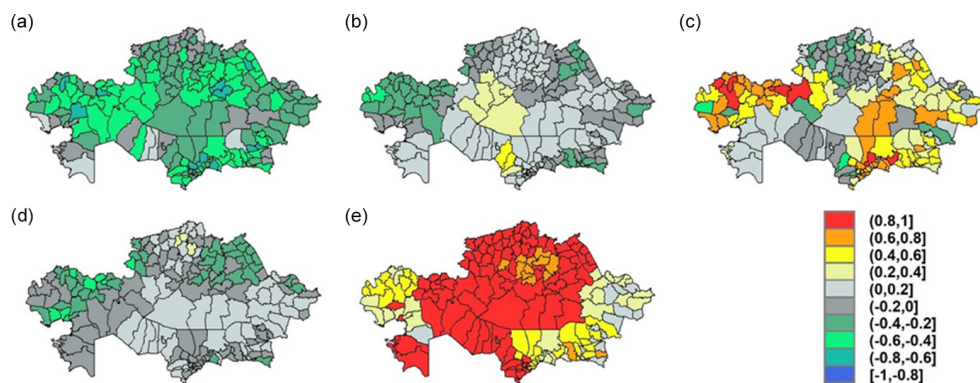 (a)
(b)
(c)
(d)
(e)
(0.8,1]
(0.6,0.8]
(0.4,0.6]
(0.2,0.4]
(0,0.2]
(-0.2,0]
(-0.4,-0.2]
(-0.6,-0.4]
(-0.8,-0.6]
[-1,-0.8]